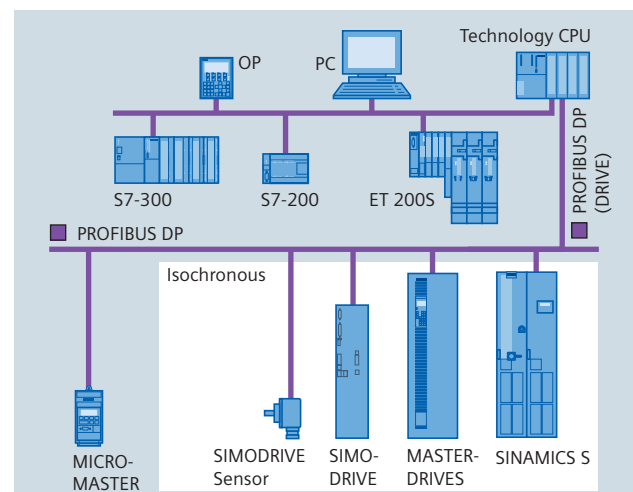 Technology CPU
OP
PC
S7-300
S7-200
ET 200S
PROFIBUS DP
(DRIVE)
PROFIBUS DP
Isochronous
MICRO-
MASTER
SIMODRIVE
Sensor
SIMO-
DRIVE
MASTER-
DRIVES
SINAMICS S